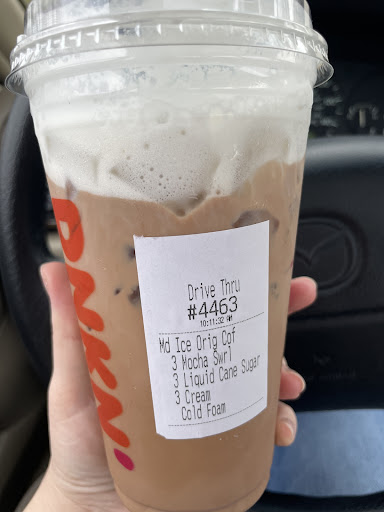 DNKN.
Drive Thru
#4463
10:11:32 AM
Md Ice Orig Cof
3 Mocha Swrl
3 Liquid Cane Sugar
3 Cream
Cold Foam